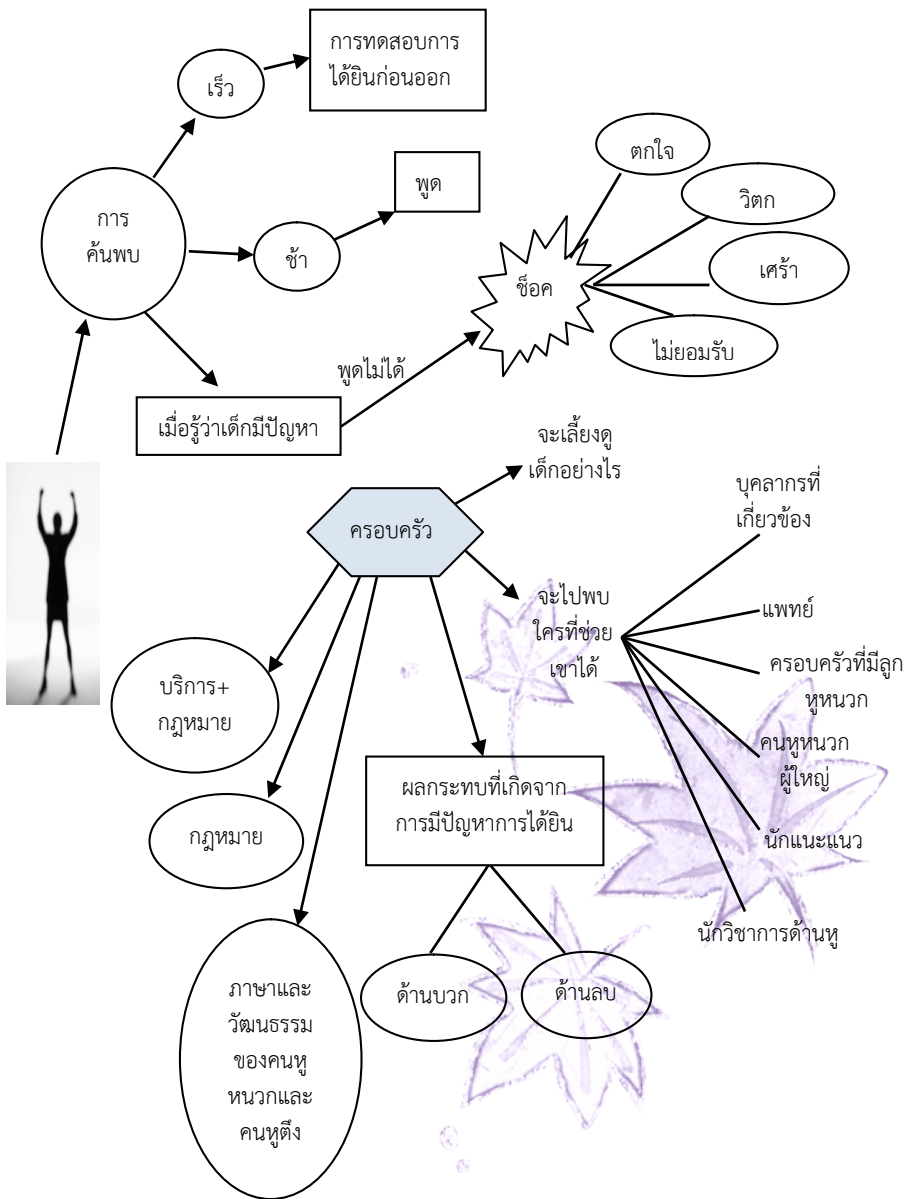 การทดสอบการ
ได้ยินก่อนออก
เร็ว
ตกใจ
พูด
วิตก
การ
ค้นพบ
ช้า
เศร้า
ช็อค
ไม่ยอมรับ
พูดไม่ได้
เมื่อรู้ว่าเด็กมีปัญหา
จะเลี้ยงดู
เด็กอย่างไร
บุคลากรที่
เกี่ยวข้อง
ครอบครัว
จะไปพบ
ใครที่ช่วย
เขาได้
แพทย์
ครอบครัวที่มีลูก
หูหนวก
บริการ+
กฎหมาย
คนหูหนวก
ผู้ใหญ่
ผลกระทบที่เกิดจาก
การมีปัญหาการได้ยิน
กฎหมาย
นักแนะแนว
นักวิชาการด้านหู
ภาษาและ
วัฒนธรรม
ของคนหู
หนวกและ
คนหูตึง
ด้านบวก
ด้านลบ